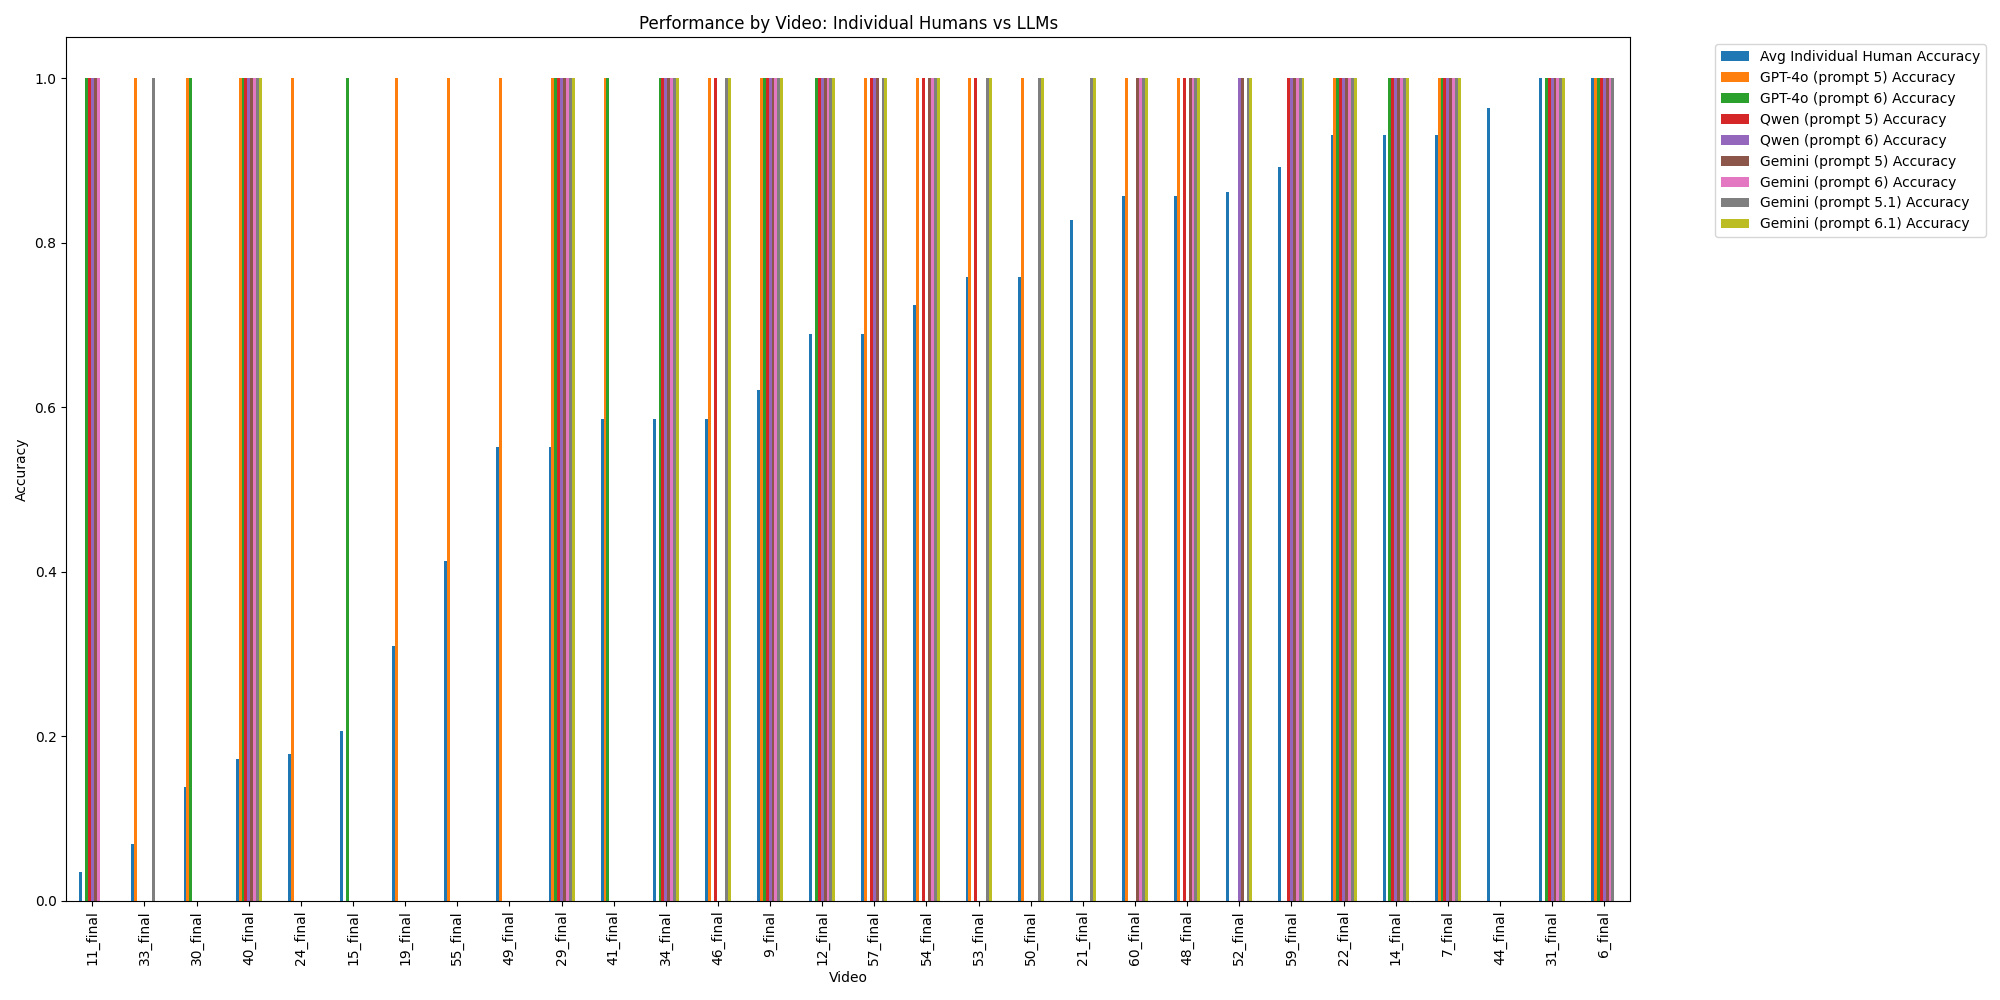 Performance by Video: Individual Humans vs LLMs
Avg Individual Human Accuracy
GPT-4o (prompt 5) Accuracy
GPT-4o (prompt 6) Accuracy
Qwen (prompt 5) Accuracy
Qwen (prompt 6) Accuracy
Gemini (prompt 5) Accuracy
Gemini (prompt 6) Accuracy
Gemini (prompt 5.1) Accuracy
Gemini (prompt 6.1) Accuracy
Accuracy
1.0
0.8
0.6
0.4
0.2
0.0
11_final
33_final
30_final
40_final
24_final
15_final
19_final
55_final
49_final
29_final
41_final
34_final
46_final
9_final
12_final
57_final
54_final
53_final
50_final
21_final
60_final
48_final
52_final
59_final
22_final
14_final
7_final
44_final
31_final
6_final
Video